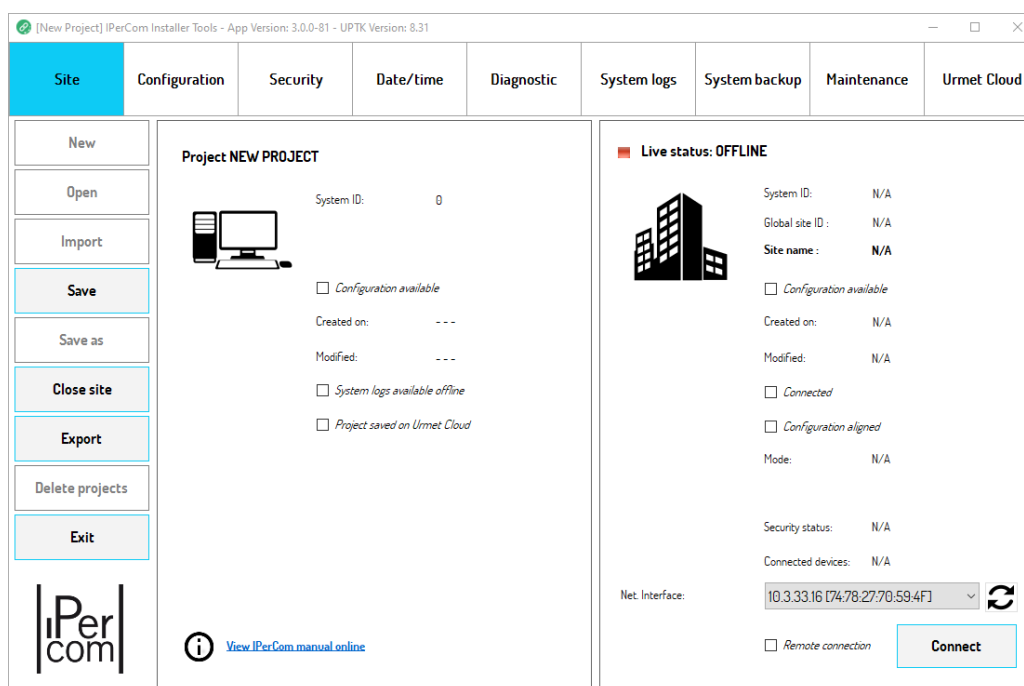 [New Project] IPerCom Installer Tools - App Version: 3.0.0-81 - UPTK Version: 8.31
Site Configuration Security Date/time Diagnostic System logs System backup Maintenance Urmet Cloud
New
Open
Import
Save
Save as
Close site
Export
Delete projects
Exit
IPer
com
Project NEW PROJECT
System ID: 0
Configuration available
Created on: ---
Modified: ---
System logs available offline
Project saved on Urmet Cloud
View IPerCom manual online
Live status: OFFLINE
System ID: N/A
Global site ID : N/A
Site name : N/A
Configuration available
Created on: N/A
Modified: N/A
Connected
Configuration aligned
Mode: N/A
Security status: N/A
Connected devices: N/A
Net. Interface: 10.3.33.16 [74:78:27:70:59:4F]
Remote connection Connect